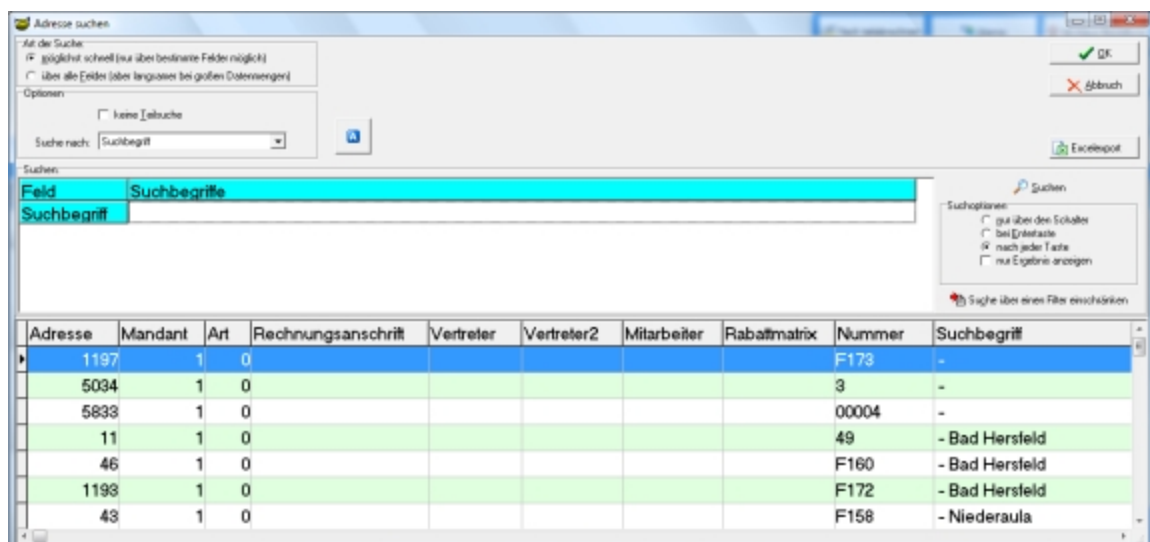 Adresse suchen
Art der Suche:
möglichst schnell (nur über bestimmte Felder möglich)
über alle Felder (aber langsamer bei großen Datenmengen)
OK
Abbruch
Optionen
keine Teilsuche
Suche nach: Suchbegriff
Excelexport
Suchen:
Feld Suchbegriffe
Suchbegriff
Suchen
Suchoptionen
nur über den Schalter
bei Entertaste
nach jeder Taste
nur Ergebnis anzeigen
Suche über einen Filter einschränken
Adresse Mandant Art Rechnungsanschrift Vertreter Vertreter2 Mitarbeiter Rabattmatrix Nummer Suchbegriff
1197 1 0 F173 -
5034 1 0 3 -
5833 1 0 00004 -
11 1 0 49 - Bad Hersfeld
46 1 0 F160 - Bad Hersfeld
1193 1 0 F172 - Bad Hersfeld
43 1 0 F158 - Niederaula